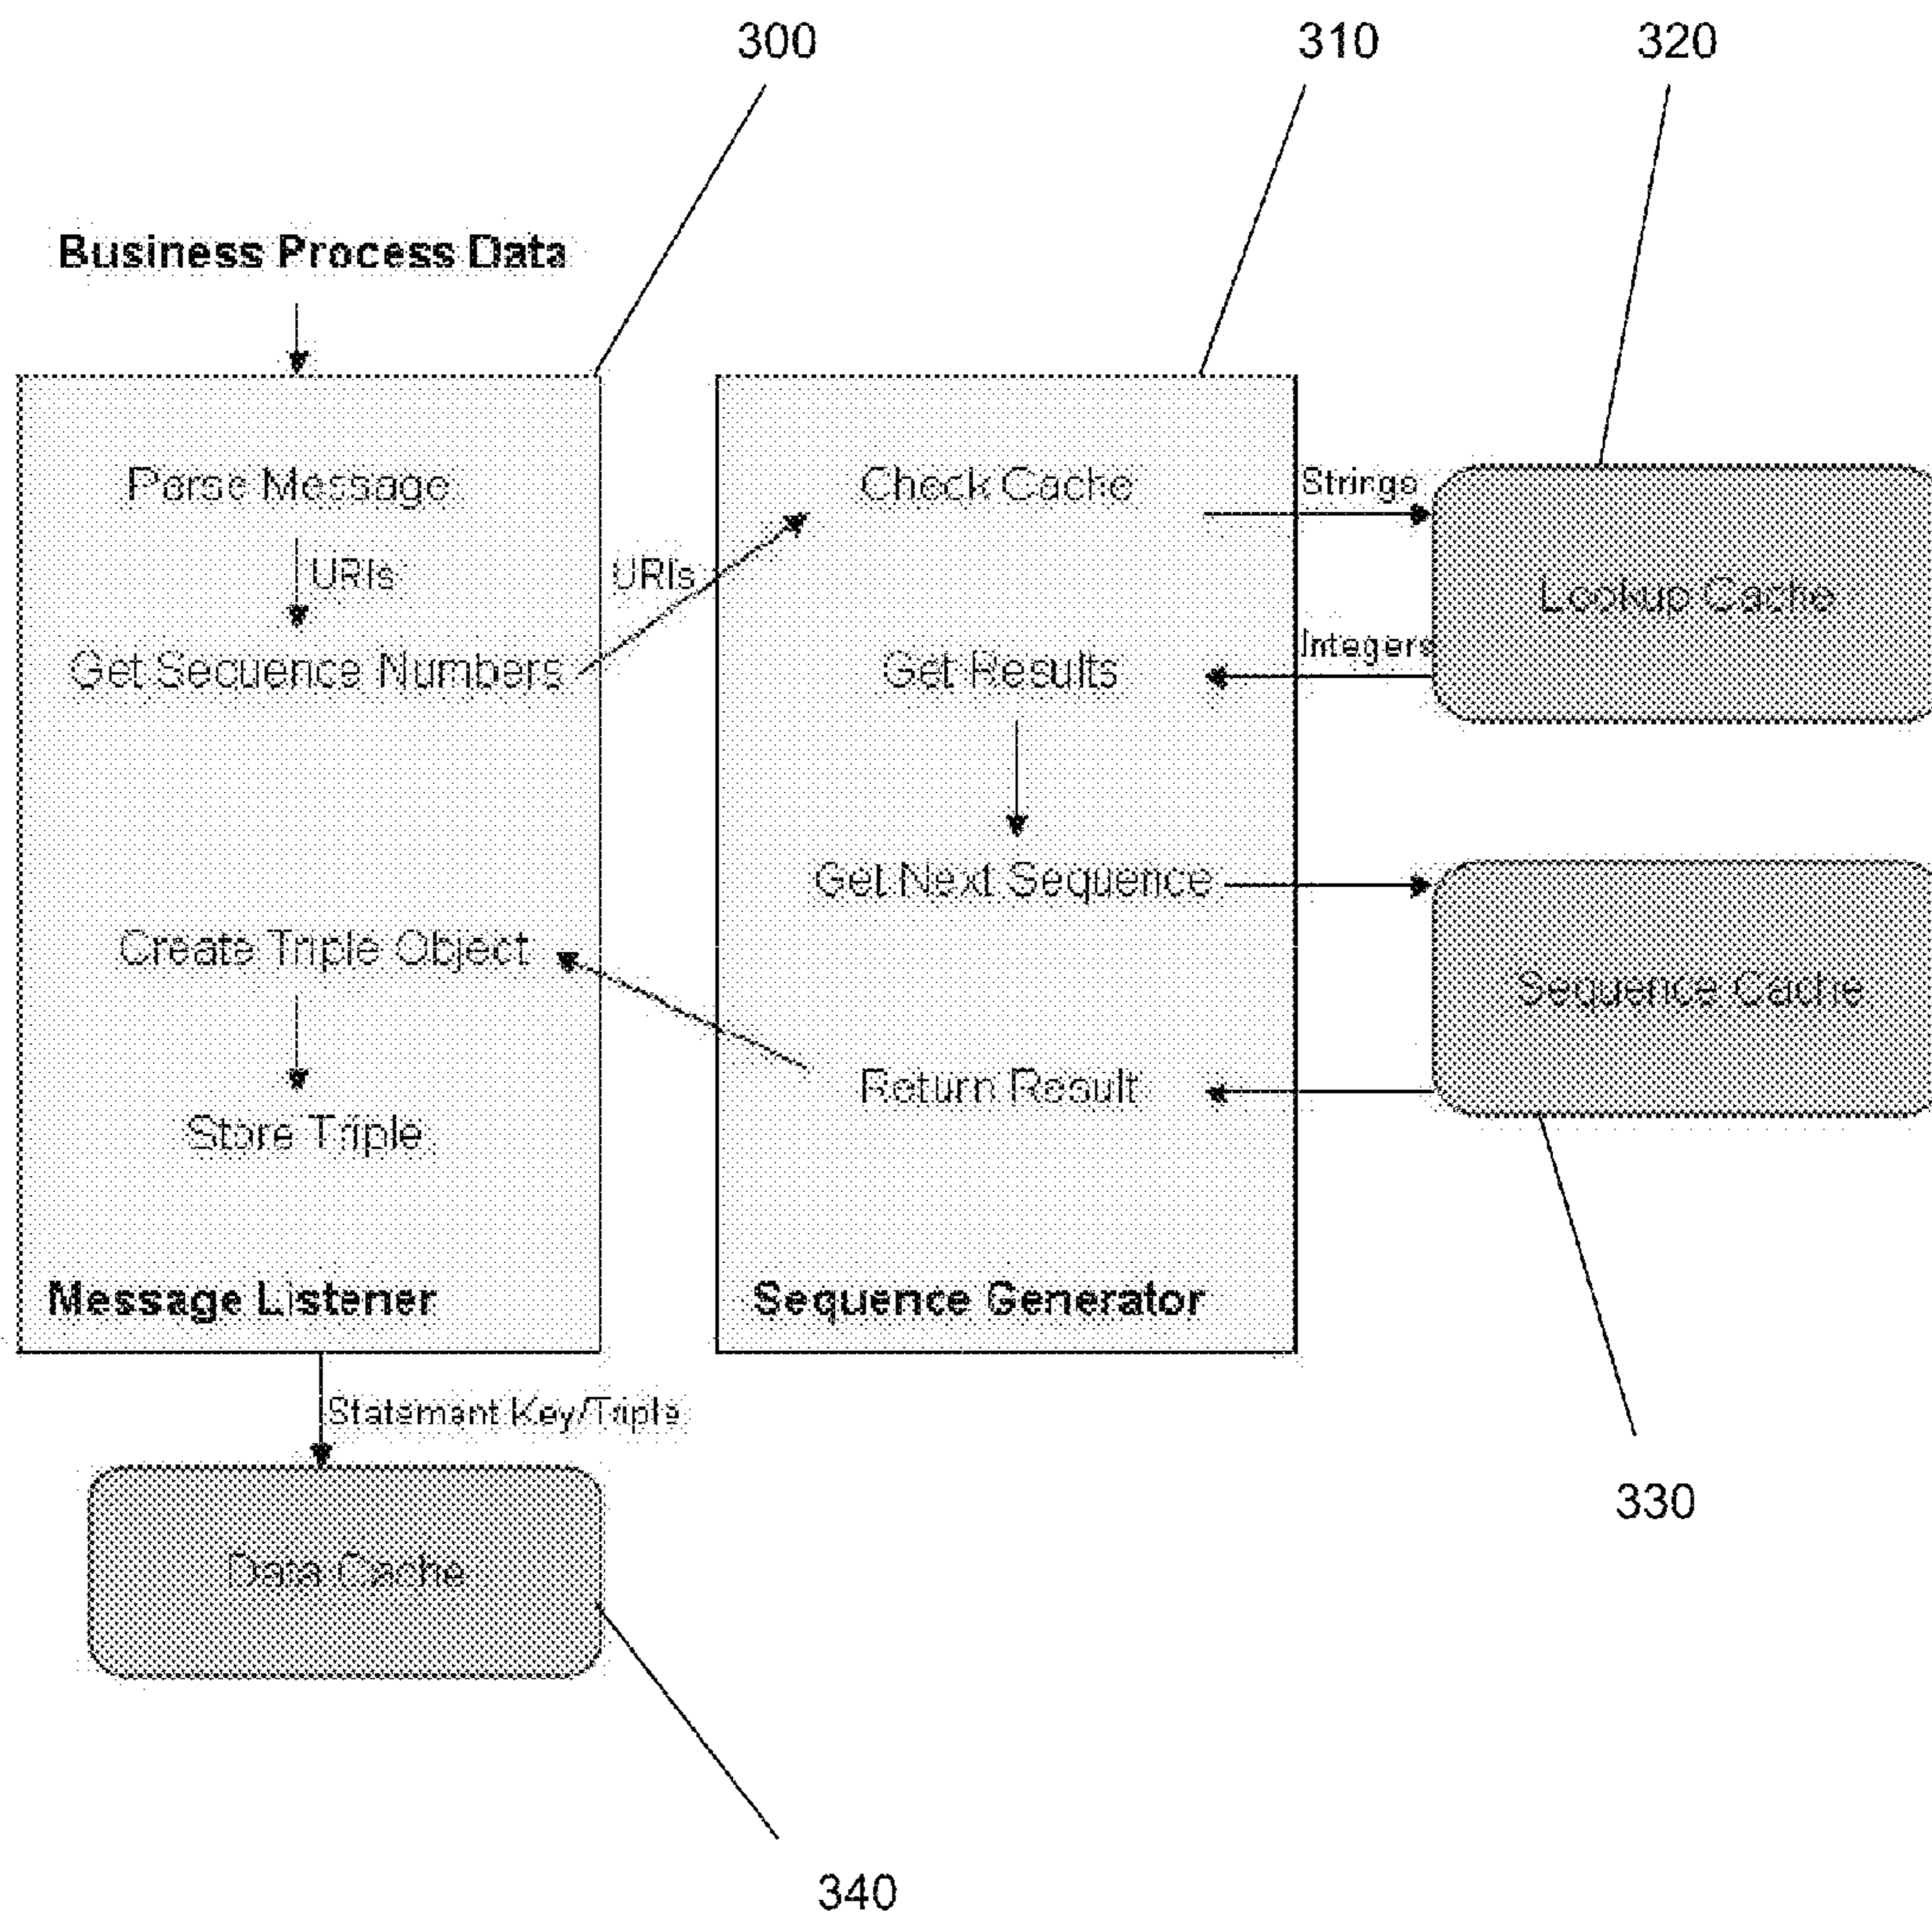 300
310
320
Business Process Data
Parse Message
URIs
Get Sequence Numbers
Create Triple Object
Store Triple
Message Listener
URIs
Check Cache
Get Results
Get Next Sequence
Return Result
Sequence Generator
Strings
Integers
Lookup Cache
Sequence Cache
330
Statement Key/Triple
Data Cache
340